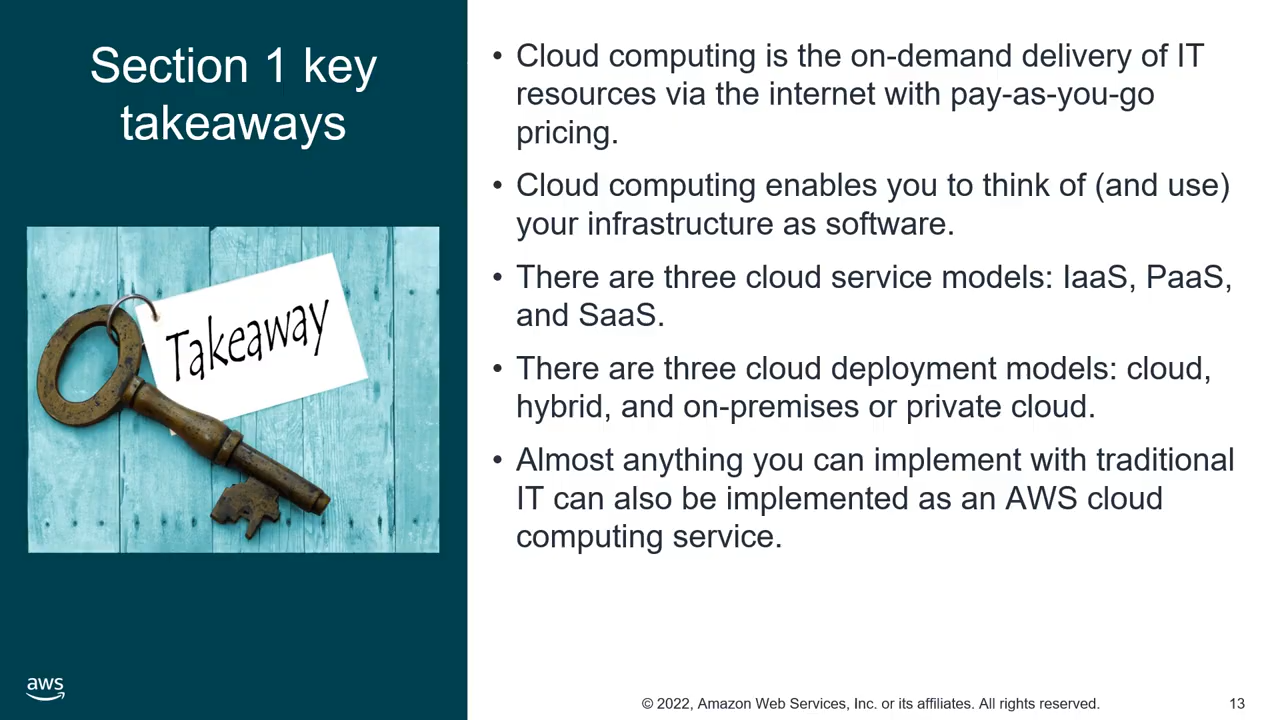 Section 1 key
takeaways
Takeaway
aws
• Cloud computing is the on-demand delivery of IT
resources via the internet with pay-as-you-go
pricing.
• Cloud computing enables you to think of (and use)
your infrastructure as software.
• There are three cloud service models: IaaS, PaaS,
and SaaS.
• There are three cloud deployment models: cloud,
hybrid, and on-premises or private cloud.
• Almost anything you can implement with traditional
IT can also be implemented as an AWS cloud
computing service.
© 2022, Amazon Web Services, Inc. or its affiliates. All rights reserved.
13